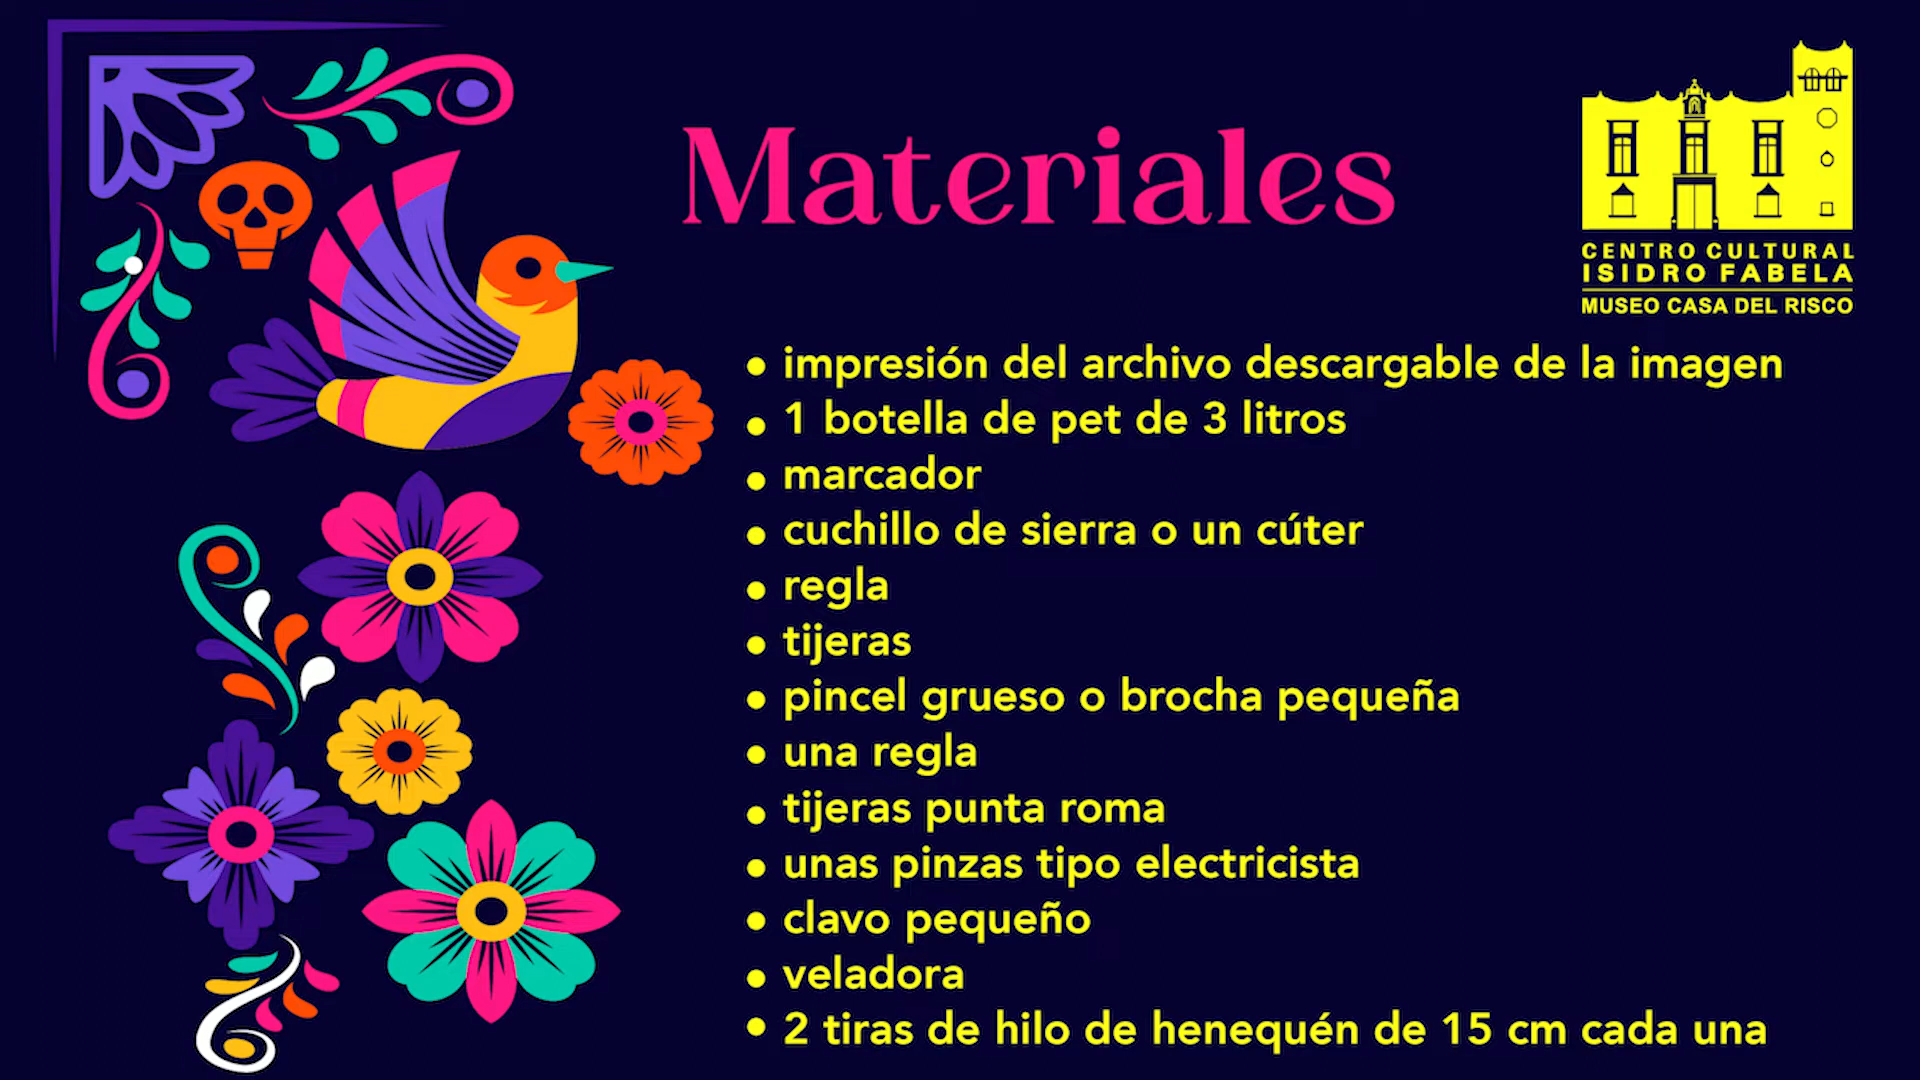 Materiales
CENTRO CULTURAL
ISIDRO FABELA
MUSEO CASA DEL RISCO
• impresión del archivo descargable de la imagen
• 1 botella de pet de 3 litros
• marcador
• cuchillo de sierra o un cúter
• regla
• tijeras
• pincel grueso o brocha pequeña
• una regla
• tijeras punta roma
• unas pinzas tipo electricista
• clavo pequeño
• veladora
• 2 tiras de hilo de henequén de 15 cm cada una